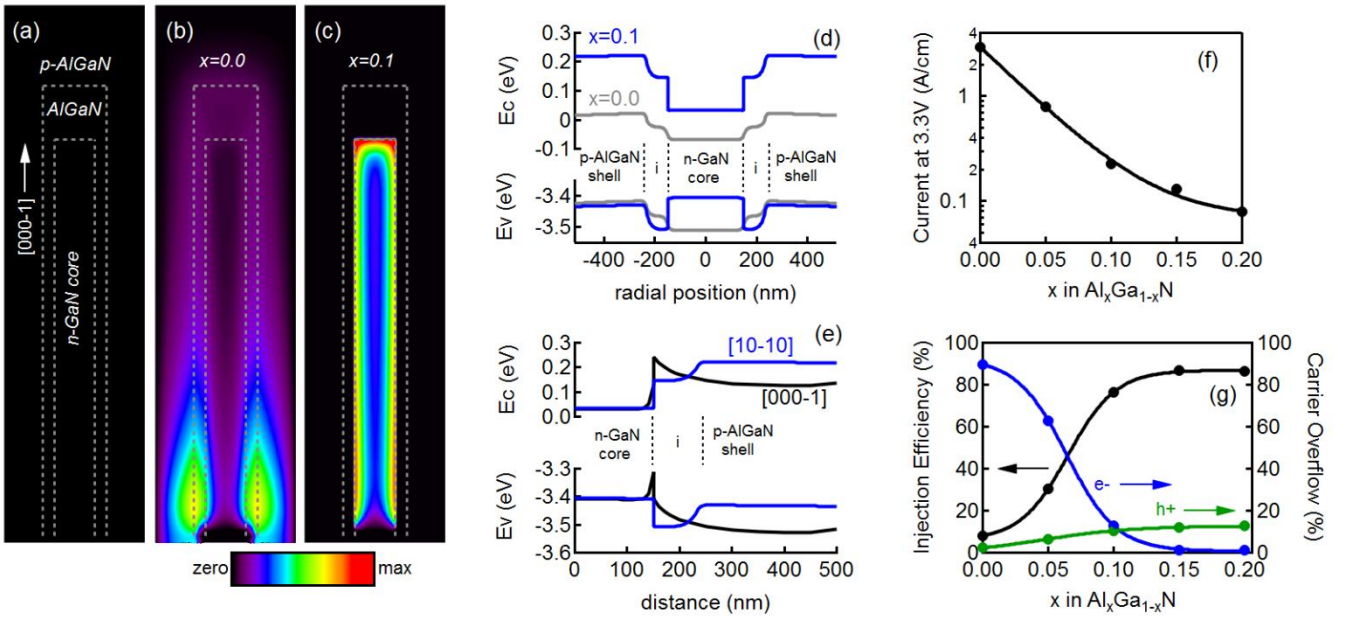 (a)
p-AlGaN
AlGaN
[000-1]
n-GaN core
(b)
x=0.0
(c)
x=0.1
zero
max
(d)
0.3
0.2
0.1
0
-0.1
Ec (eV)
x=0.1
x=0.0
p-AlGaN shell
i
n-GaN core
i
p-AlGaN shell
-3.4
-3.5
Ev (eV)
-400 -200 0 200 400
radial position (nm)
(e)
0.3
0.2
0.1
0.0
Ec (eV)
[10-10]
[000-1]
n-GaN core
i
p-AlGaN shell
-3.3
-3.4
-3.5
-3.6
Ev (eV)
0 100 200 300 400 500
distance (nm)
(f)
4
2
1
4
2
0.1
4
Current at 3.3V (A/cm)
0.00 0.05 0.10 0.15 0.20
x in AlxGa1-xN
(g)
100
80
60
40
20
0
Injection Efficiency (%)
e-
h+
100
80
60
40
20
0
Carrier Overflow (%)
0.00 0.05 0.10 0.15 0.20
x in AlxGa1-xN